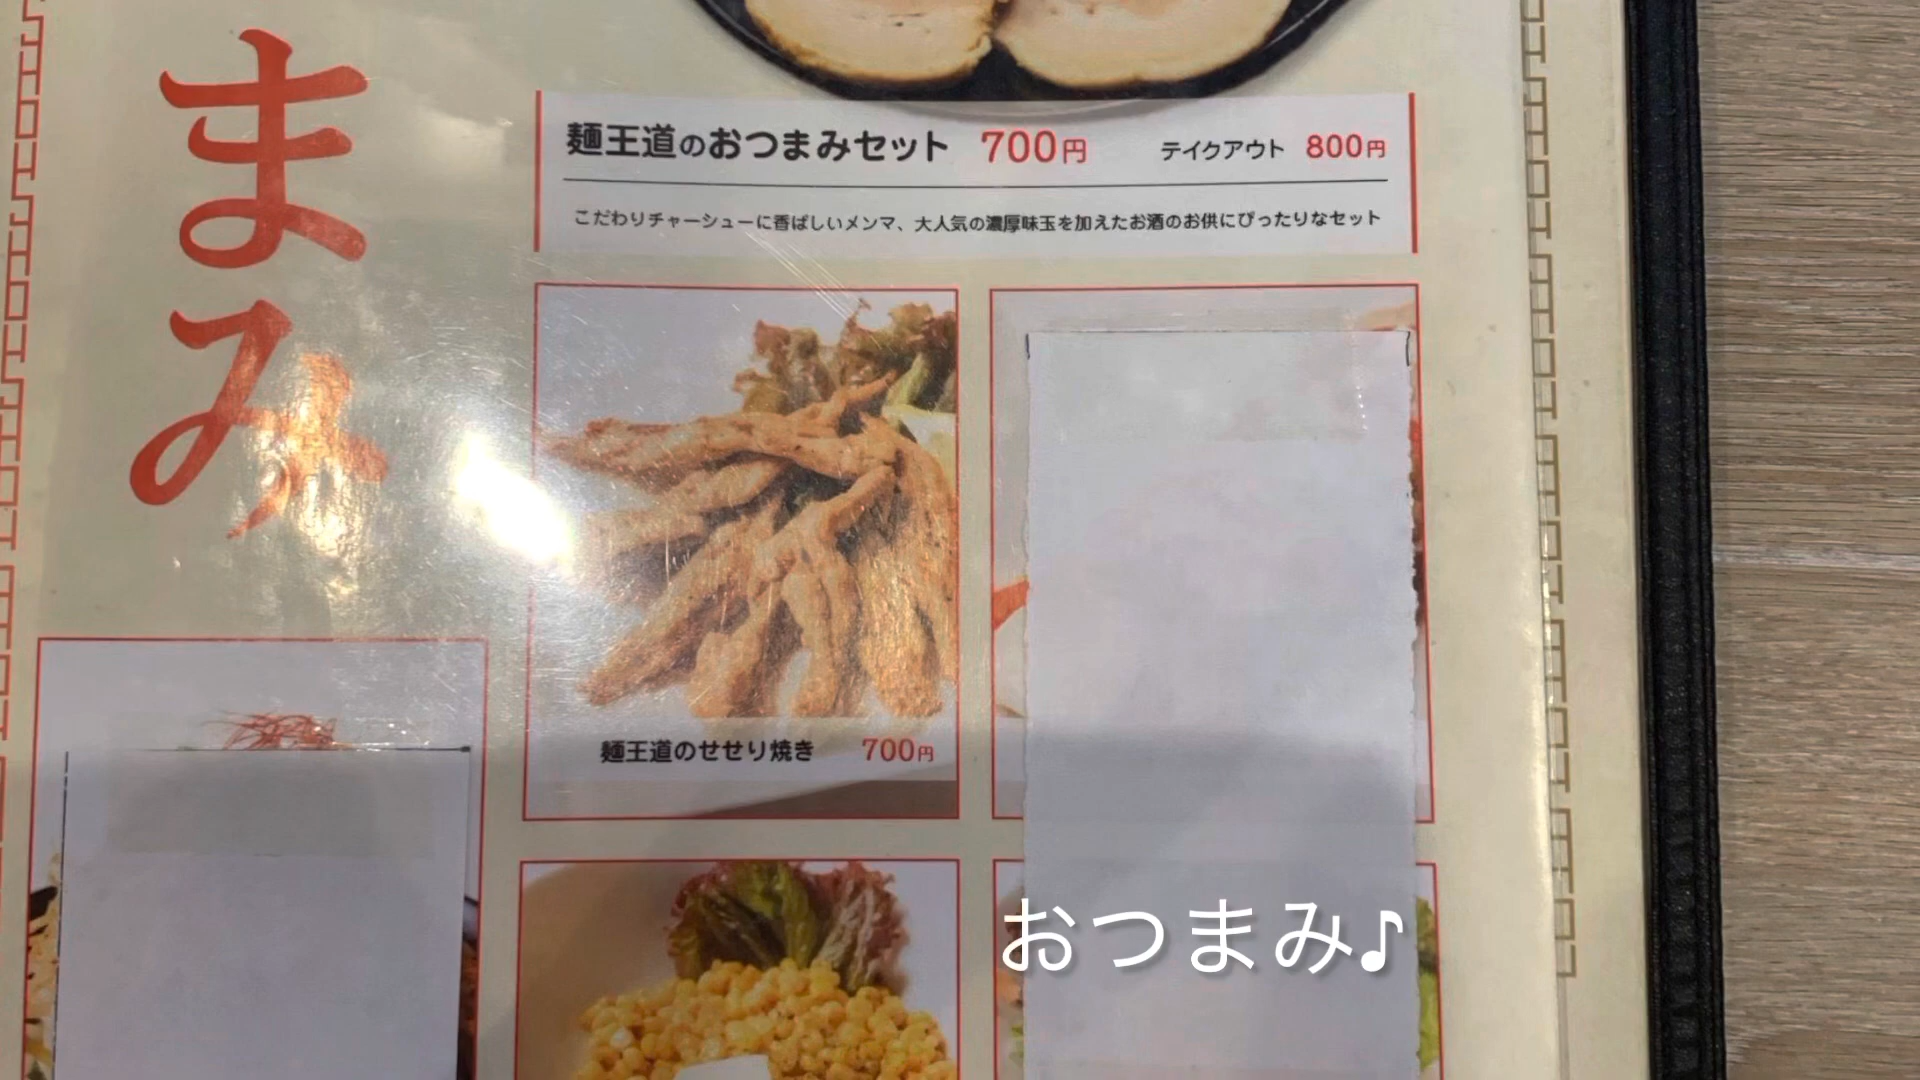 まみ
麺王道のおつまみセット 700円 テイクアウト 800円
こだわりチャーシューに香ばしいメンマ、大人気の濃厚味玉を加えたお酒のお供にぴったりなセット
麺王道のせせり焼き 700円
おつまみ♪